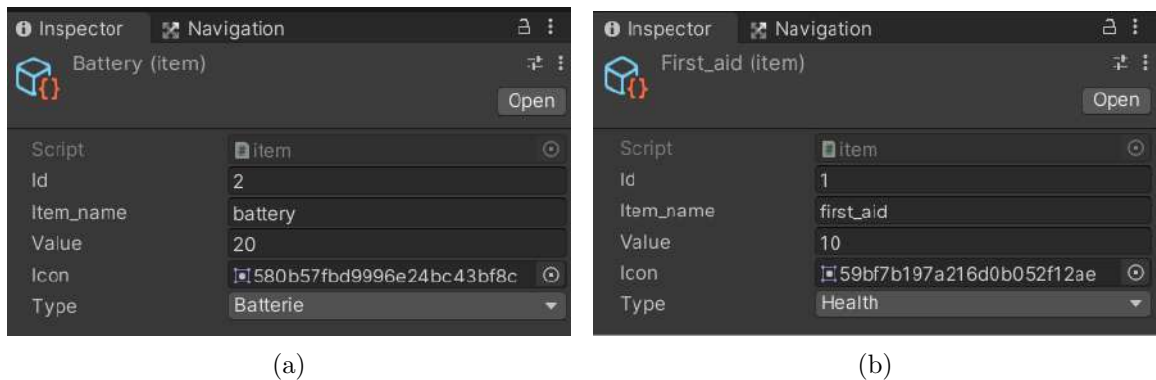 Inspector Navigation
Battery (item)
Open
Script item
Id 2
Item_name battery
Value 20
Icon 580b57fbd9996e24bc43bf8c
Type Batterie
(a)
Inspector Navigation
First_aid (item)
Open
Script item
Id 1
Item_name first_aid
Value 10
Icon 59bf7b197a216d0b052f12ae
Type Health
(b)